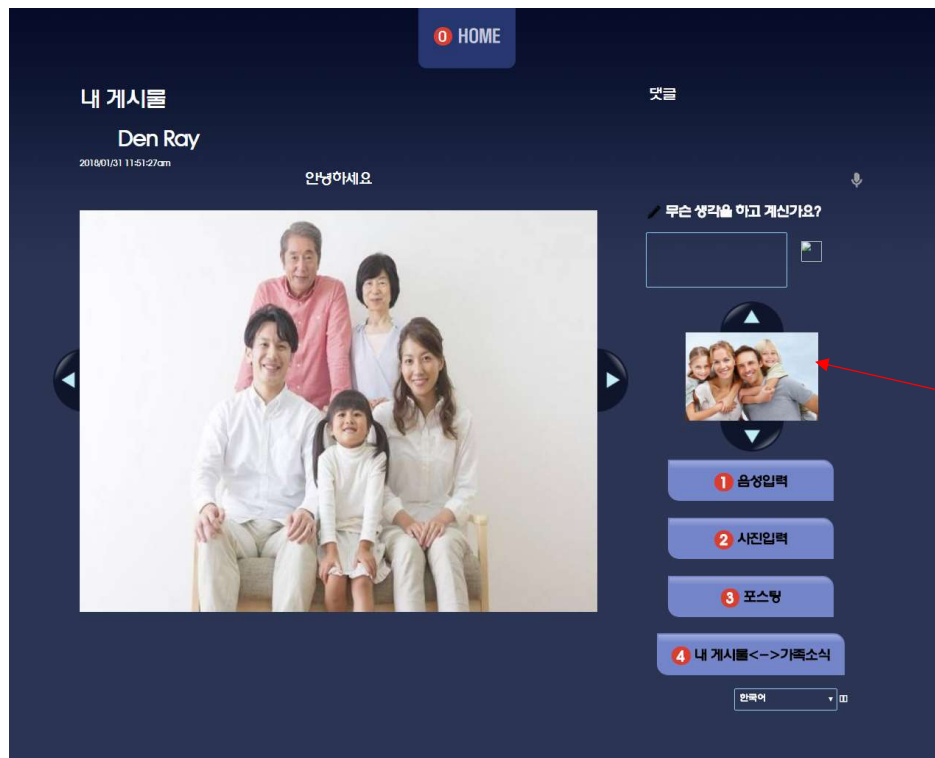 0 HOME
내 게시물
댓글
Den Ray
2018/01/31 11:51:27am
안녕하세요
무슨 생각을 하고 계신가요?
1 음성입력
2 사진입력
3 포스팅
4 내 게시물<->가족소식
한국어